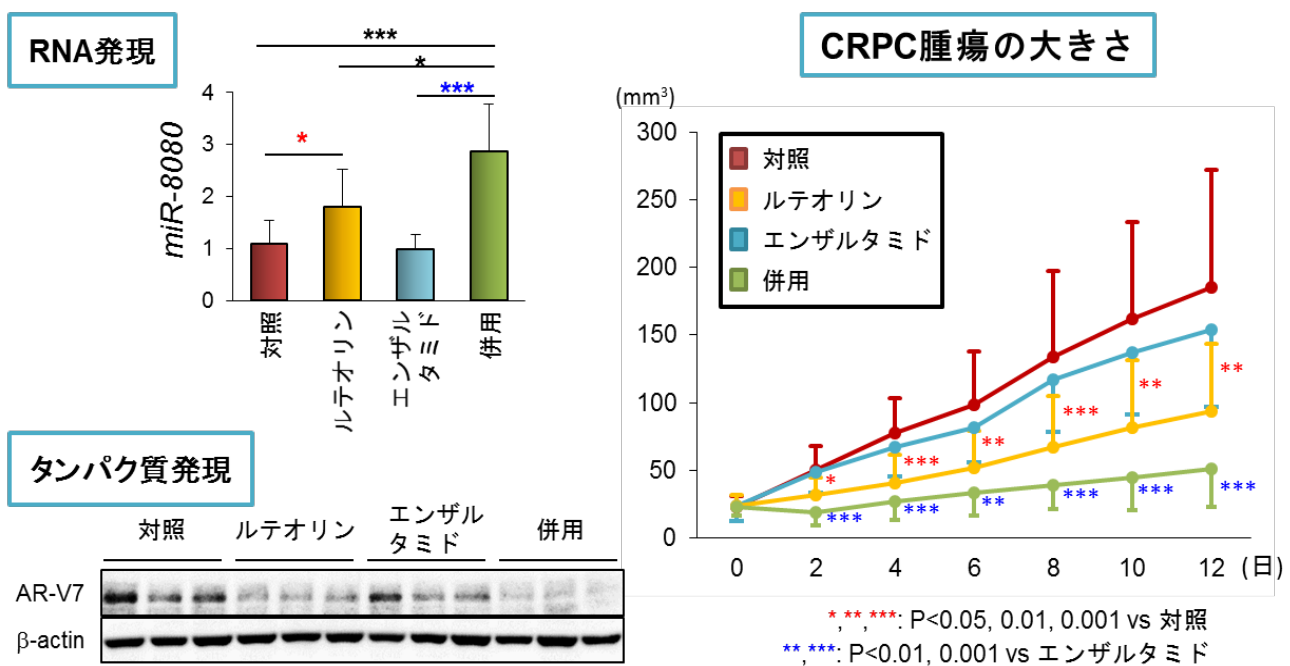 RNA発現
***
*
***
*
miR-8080
4
3
2
1
0
対照
ルテオリン
エンザル
タミド
併用
タンパク質発現
対照
ルテオリン
エンザル
タミド
併用
AR-V7
β-actin
CRPC腫瘍の大きさ
(mm³)
300
250
200
150
100
50
0
対照
ルテオリン
エンザルタミド
併用
*
***
**
***
**
**
***
***
**
***
***
***
0 2 4 6 8 10 12 (日)
*,**,***: P<0.05, 0.01, 0.001 vs 対照
**,***: P<0.01, 0.001 vs エンザルタミド